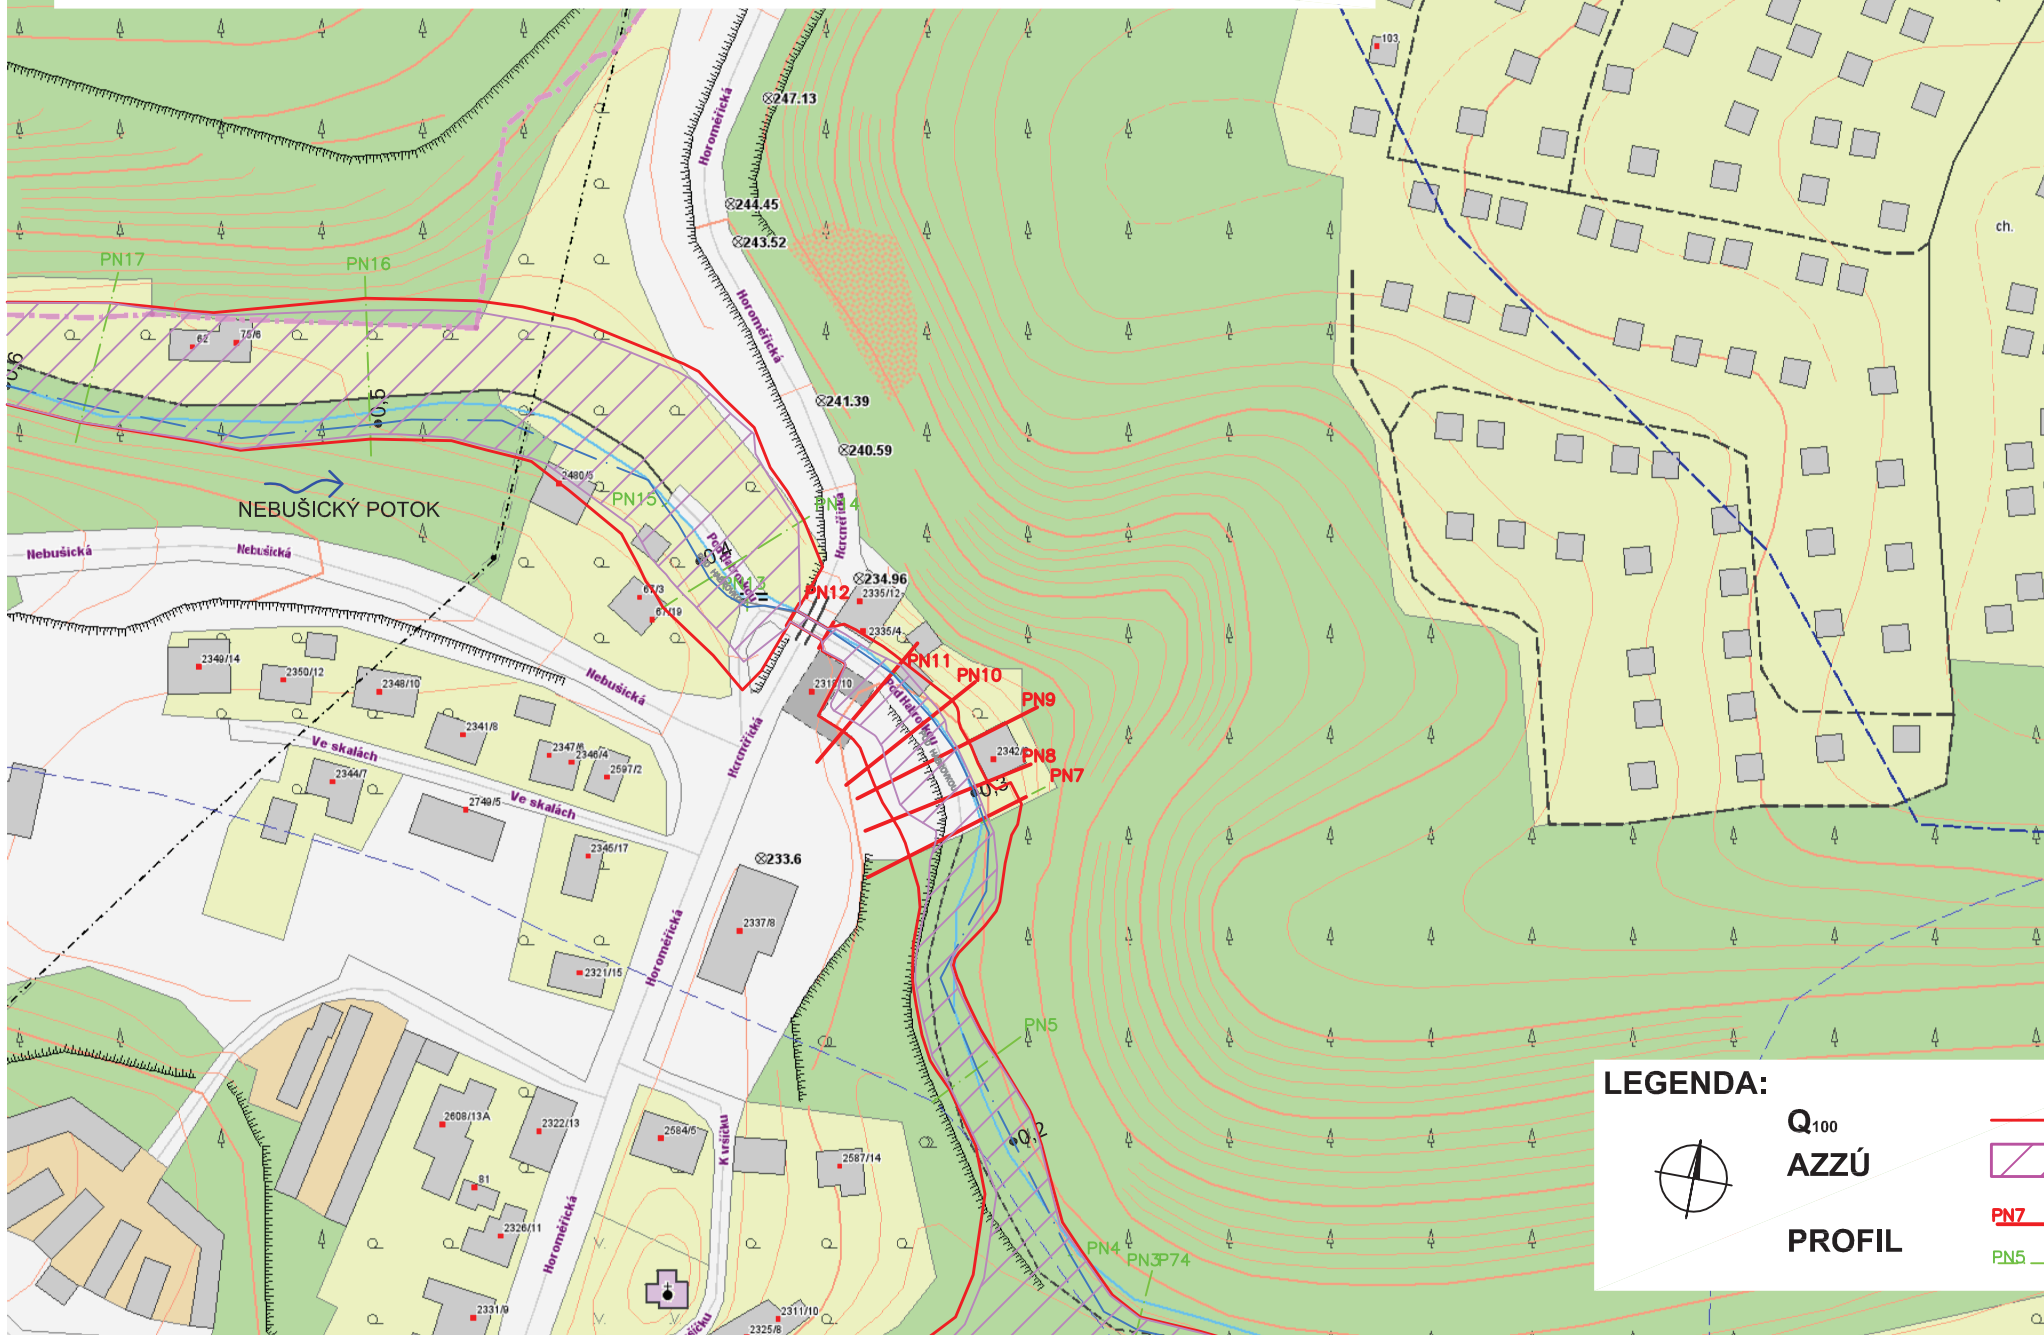 103
247.13
Horoměřická
244.45
243.52
ch.
PN17
PN16
Horoměřická
62
75/6
241.39
0,5
240.59
2480/5
NEBUŠICKÝ POTOK
PN15
PN14
Nebušická
Nebušická
PN13
234.96
2335/12
67/3
67/19
PN12
2335/4
PN11
2349/14
2350/12
2348/10
Nebušická
PN10
PN9
2341/8
Ve skalách
2347/6
2346/4
2342
PN8
2344/7
2597/2
PN7
0,3
2749/5
Ve skalách
2345/17
233.6
2337/8
Horoměřická
2321/15
PN5
LEGENDA:
Q100
AZZÚ
PN7
PROFIL
PN5
2608/13A
2322/13
2584/5
K vršíčku
2587/14
0,2
81
2326/11
Horoměřická
PN4
PN3
P74
2331/9
2311/10
2325/8